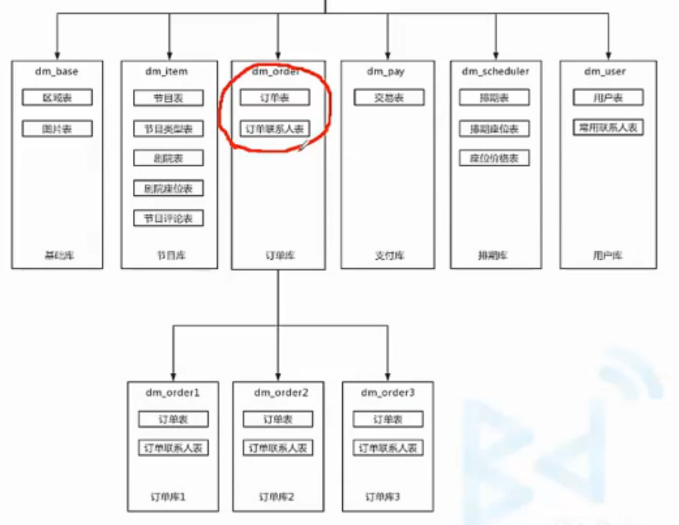 dm_base
区域表
图片表
基础库
dm_item
节目表
节目类型表
剧院表
剧院座位表
节目评论表
节目库
dm_order
订单表
订单联系人表
订单库
dm_pay
交易表
支付库
dm_scheduler
排期表
排期座位表
座位价格表
排期库
dm_user
用户表
常用联系人表
用户库
dm_order1
订单表
订单联系人表
订单库1
dm_order2
订单表
订单联系人表
订单库2
dm_order3
订单表
订单联系人表
订单库3